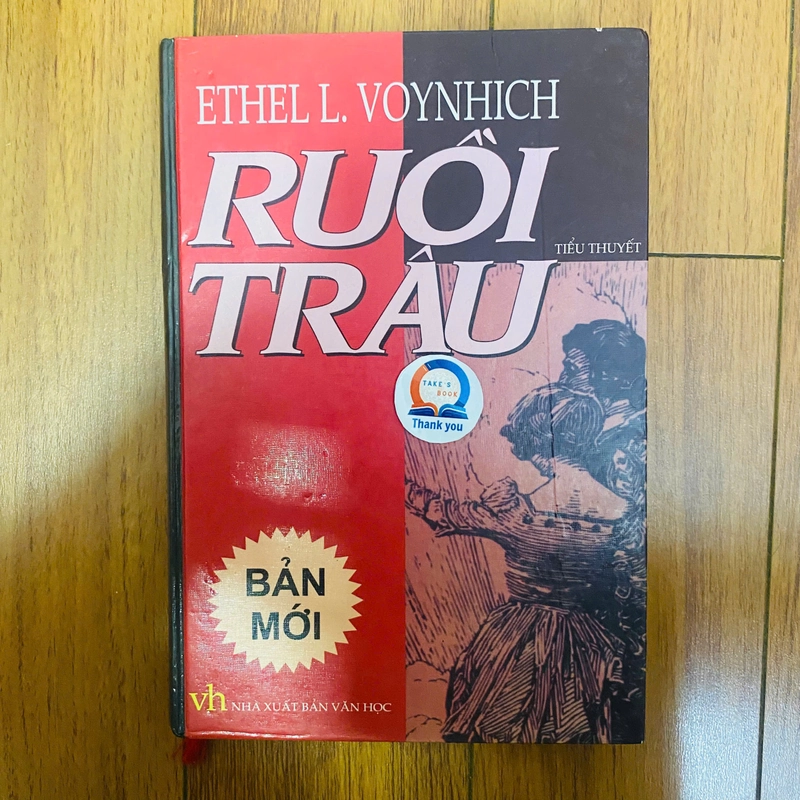 ETHEL L. VOYNHICH
RUỒI
TRÂU
TIỂU THUYẾT
TAKE'S
BOOK
Thank you
BẢN
MỚI
vh NHÀ XUẤT BẢN VĂN HỌC